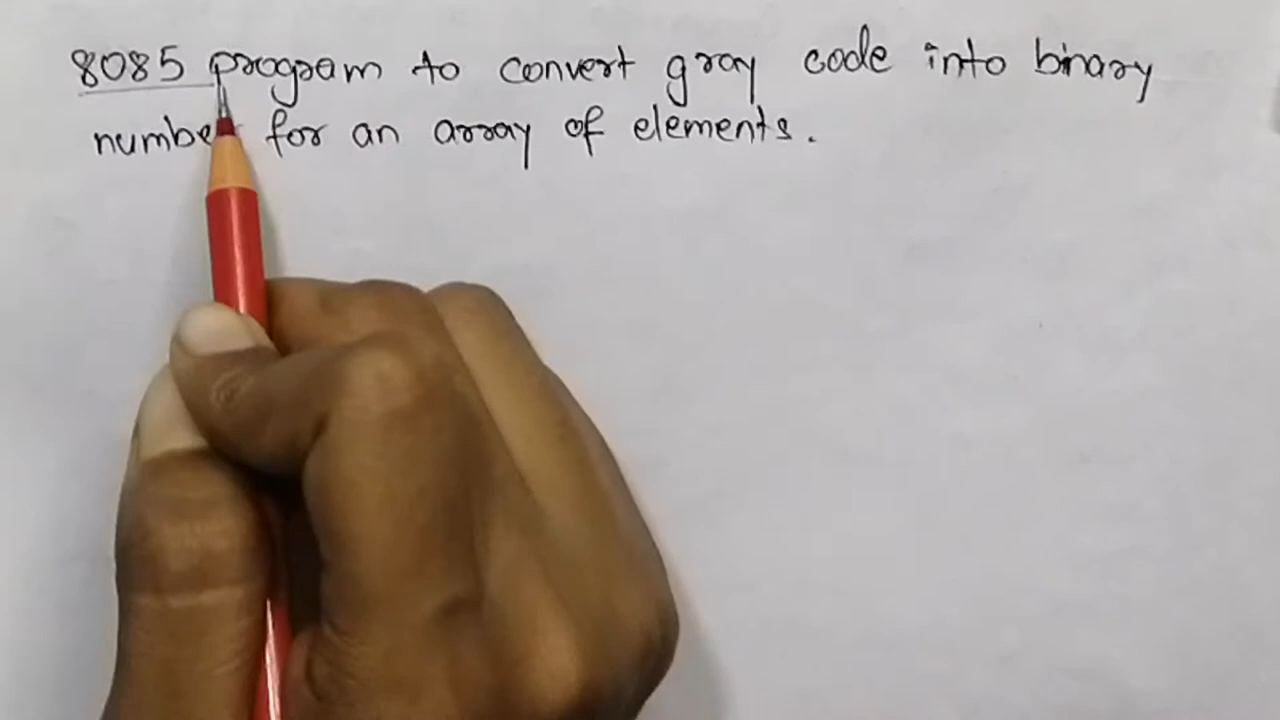 8085 program to convert gray code into binary
number for an array of elements.